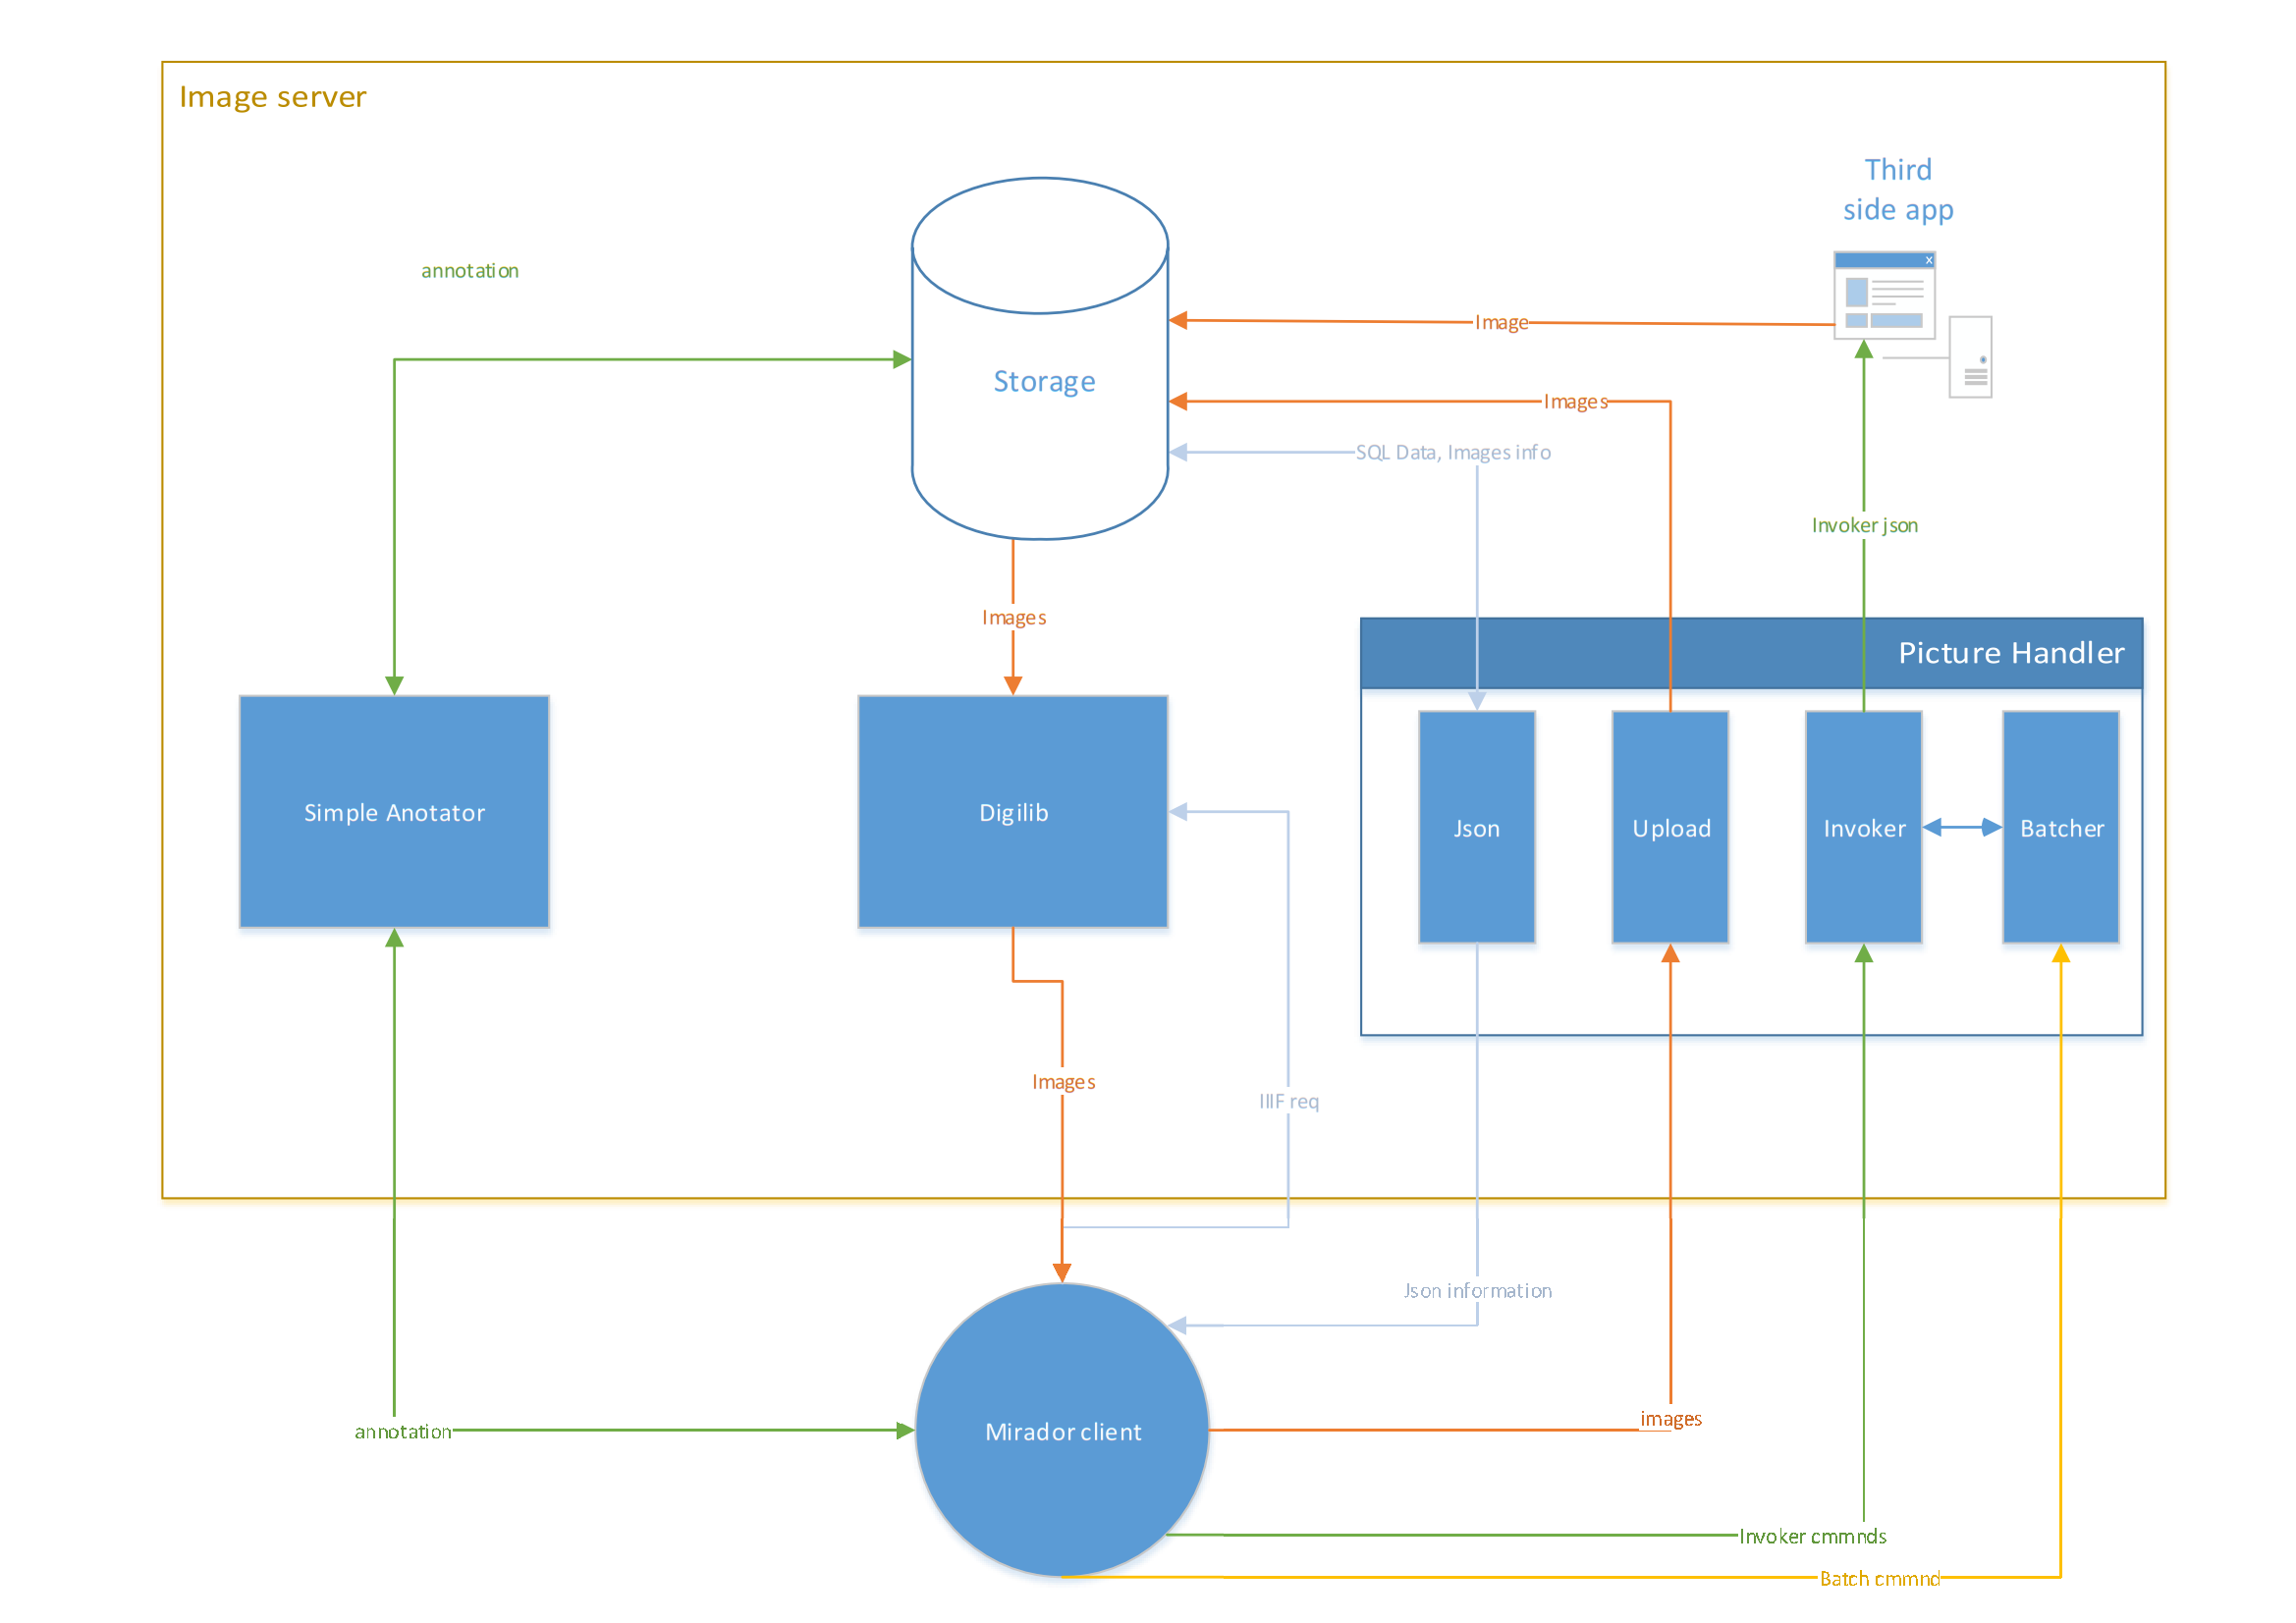 Image server
Third
side app
x
annotation
Image
Storage
Images
SQL Data, Images info
Invoker json
Images
Picture Handler
Simple Anotator
Digilib
Json
Upload
Invoker
Batcher
Images
IIIF req
Json information
images
annotation
Mirador client
Invoker cmmnds
Batch cmmnd